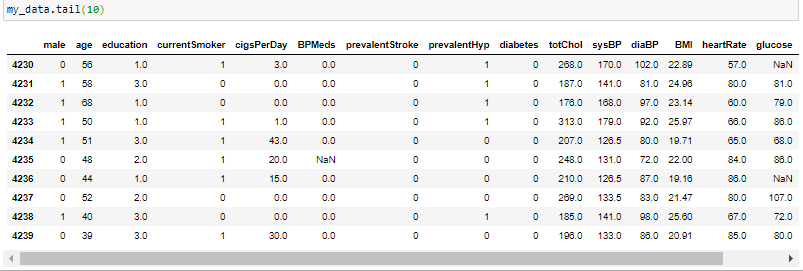 my_data.tail(10)
male age education currentSmoker cigsPerDay BPMeds prevalentStroke prevalentHyp diabetes totChol sysBP diaBP BMI heartRate glucose
4230 0 56 1.0 1 3.0 0.0 0 1 0 268.0 170.0 102.0 22.89 57.0 NaN
4231 1 58 3.0 0 0.0 0.0 0 1 0 187.0 141.0 81.0 24.96 80.0 81.0
4232 1 68 1.0 0 0.0 0.0 0 1 0 176.0 168.0 97.0 23.14 60.0 79.0
4233 1 50 1.0 1 1.0 0.0 0 1 0 313.0 179.0 92.0 25.97 66.0 86.0
4234 1 51 3.0 1 43.0 0.0 0 0 0 207.0 126.5 80.0 19.71 65.0 68.0
4235 0 48 2.0 1 20.0 NaN 0 0 0 248.0 131.0 72.0 22.00 84.0 86.0
4236 0 44 1.0 1 15.0 0.0 0 0 0 210.0 126.5 87.0 19.16 86.0 NaN
4237 0 52 2.0 0 0.0 0.0 0 0 0 269.0 133.5 83.0 21.47 80.0 107.0
4238 1 40 3.0 0 0.0 0.0 0 1 0 185.0 141.0 98.0 25.60 67.0 72.0
4239 0 39 3.0 1 30.0 0.0 0 0 0 196.0 133.0 86.0 20.91 85.0 80.0